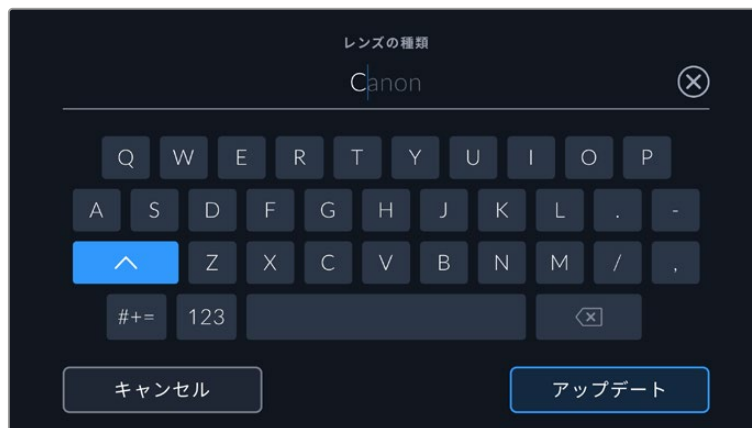 レンズの種類
Canon
Q W E R T Y U I O P
A S D F G H J K L . -
Z X C V B N M / ,
#+= 123
キャンセル アップデート